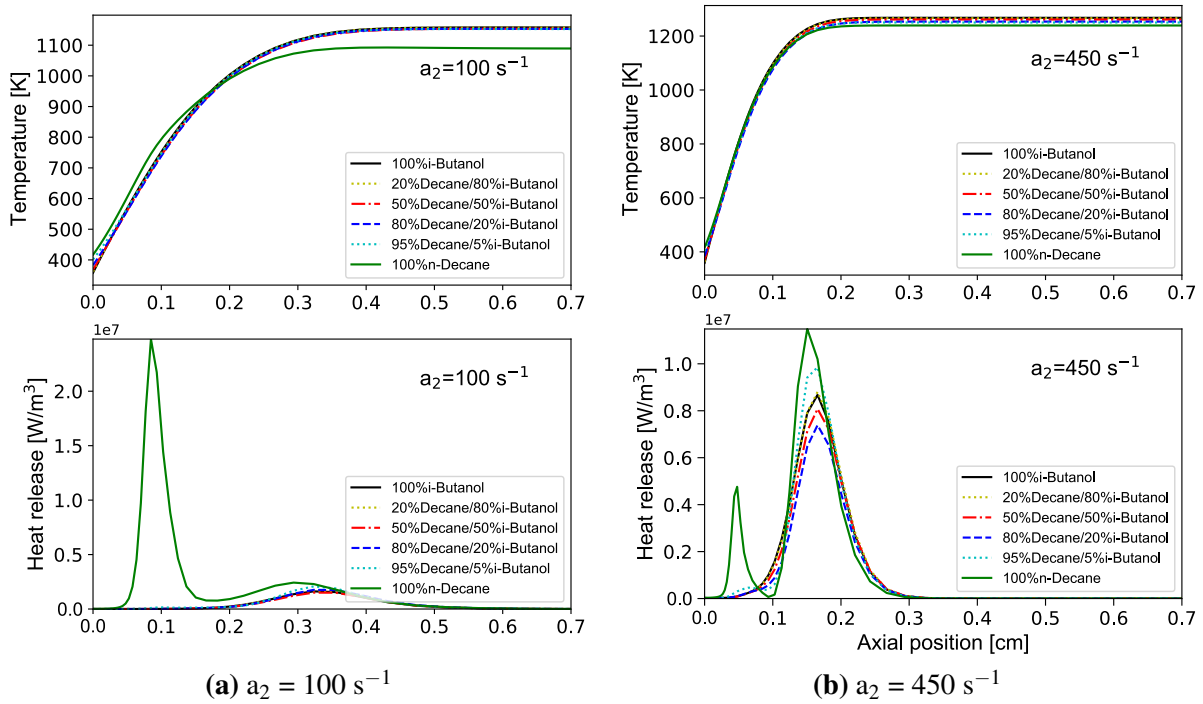 Temperature [K]
1100
1000
900
800
700
600
500
400
a₂=100 s⁻¹
100%i-Butanol
20%Decane/80%i-Butanol
50%Decane/50%i-Butanol
80%Decane/20%i-Butanol
95%Decane/5%i-Butanol
100%n-Decane
0.0 0.1 0.2 0.3 0.4 0.5 0.6 0.7
Temperature [K]
1200
1000
800
600
400
a₂=450 s⁻¹
100%i-Butanol
20%Decane/80%i-Butanol
50%Decane/50%i-Butanol
80%Decane/20%i-Butanol
95%Decane/5%i-Butanol
100%n-Decane
0.0 0.1 0.2 0.3 0.4 0.5 0.6 0.7
1e7
Heat release [W/m³]
2.0
1.5
1.0
0.5
0.0
a₂=100 s⁻¹
100%i-Butanol
20%Decane/80%i-Butanol
50%Decane/50%i-Butanol
80%Decane/20%i-Butanol
95%Decane/5%i-Butanol
100%n-Decane
0.0 0.1 0.2 0.3 0.4 0.5 0.6 0.7
1e7
Heat release [W/m³]
1.0
0.8
0.6
0.4
0.2
0.0
a₂=450 s⁻¹
100%i-Butanol
20%Decane/80%i-Butanol
50%Decane/50%i-Butanol
80%Decane/20%i-Butanol
95%Decane/5%i-Butanol
100%n-Decane
0.0 0.1 0.2 0.3 0.4 0.5 0.6 0.7
Axial position [cm]
(a) a₂ = 100 s⁻¹
(b) a₂ = 450 s⁻¹